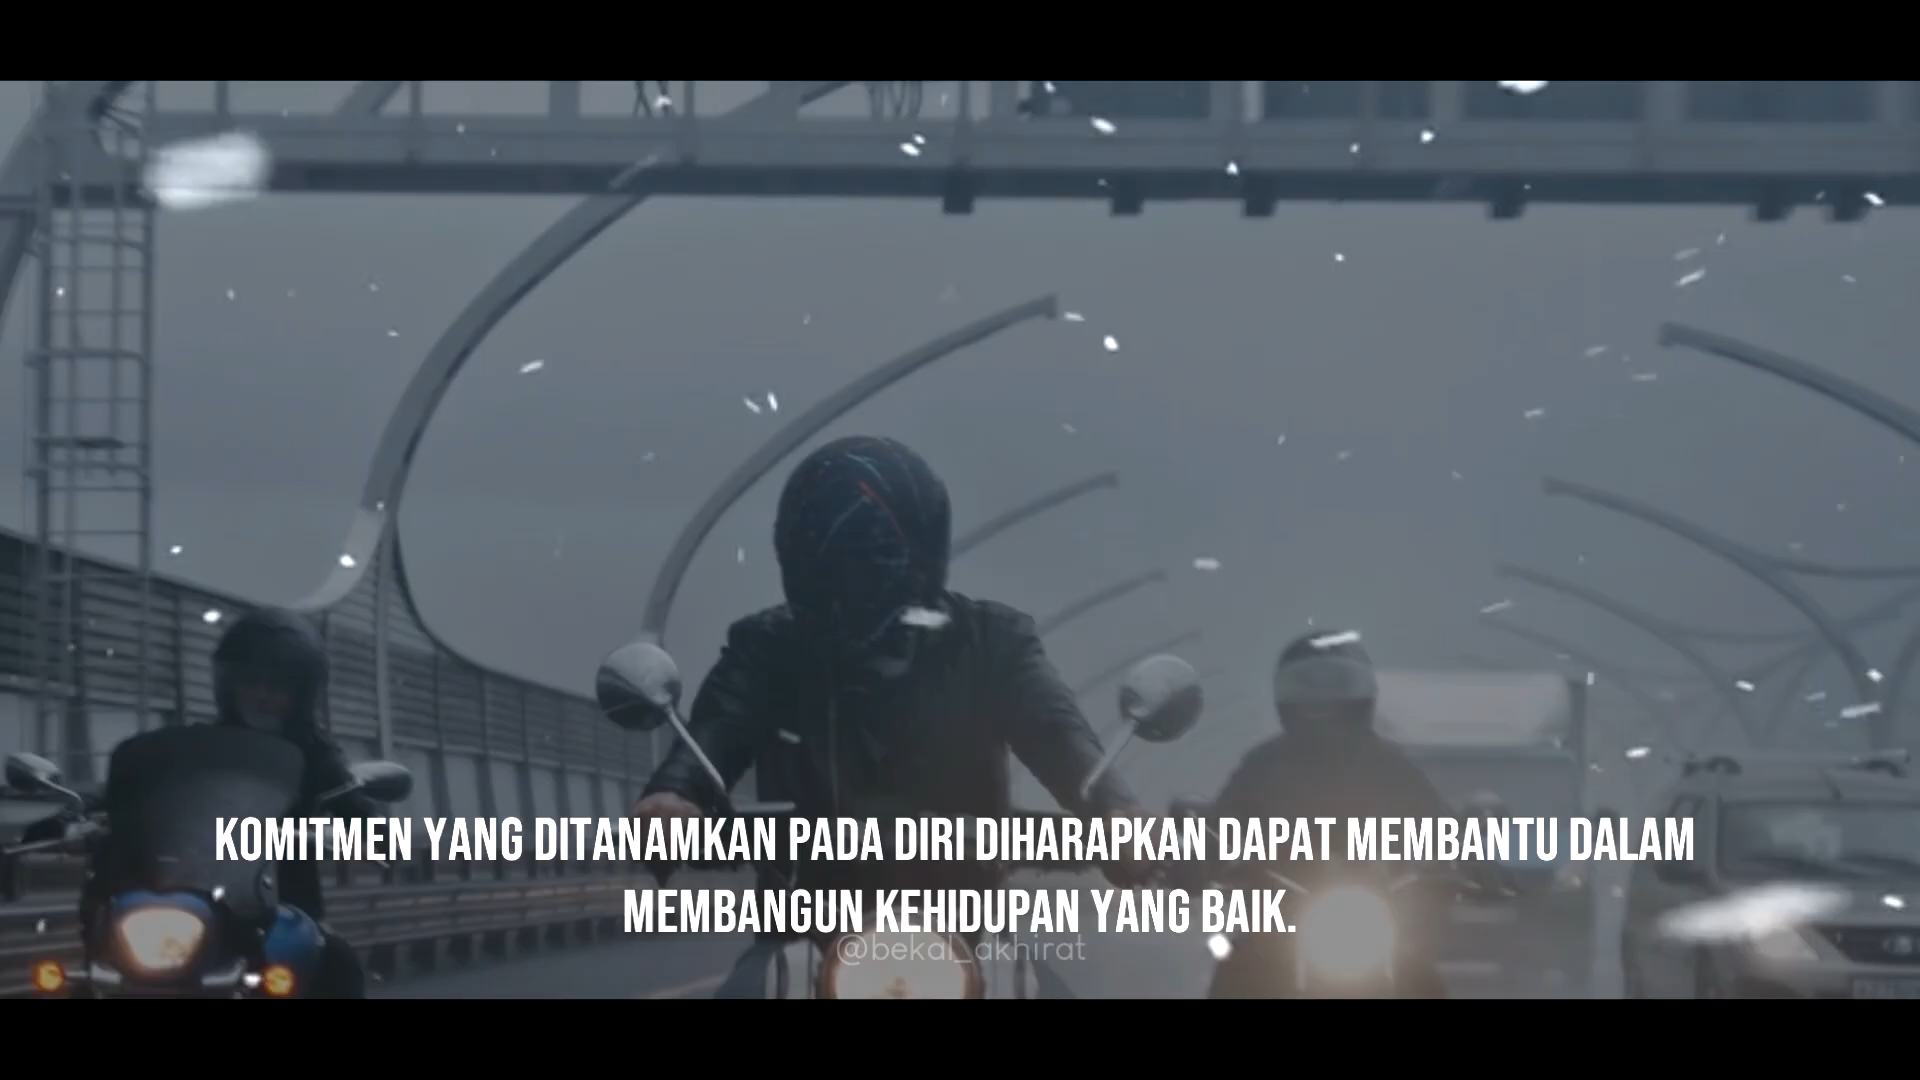 KOMITMEN YANG DITANAMKAN PADA DIRI DIHARAPKAN DAPAT MEMBANTU DALAM
MEMBANGUN KEHIDUPAN YANG BAIK.
@bekal_akhirat